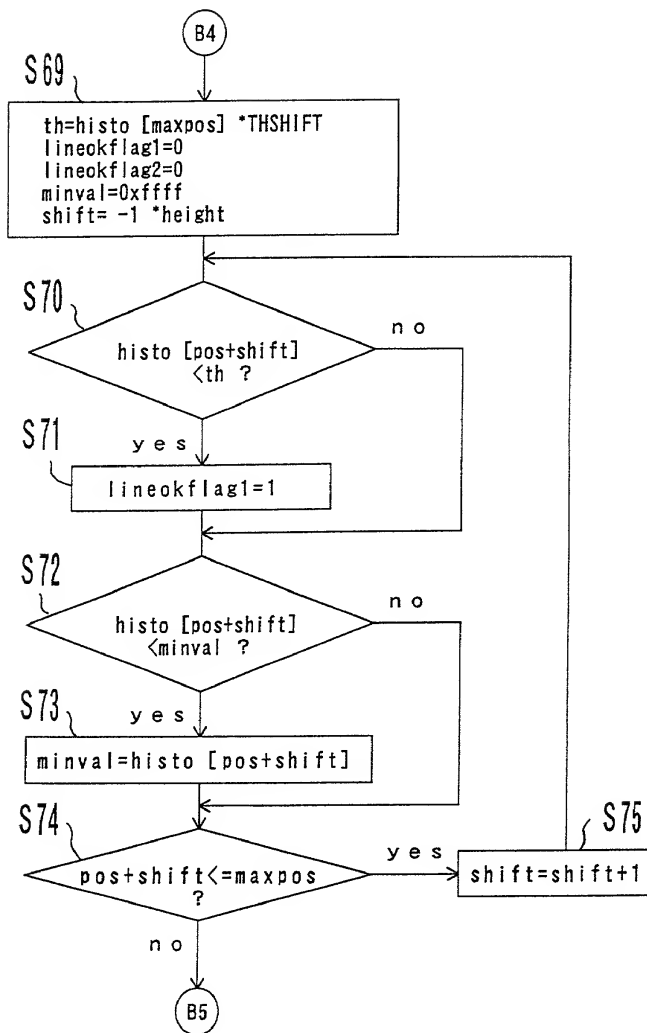 B4
S69
th=histo [maxpos] *THSHIFT
lineokflag1=0
lineokflag2=0
minval=0xffff
shift= -1 *height
S70
no
histo [pos+shift]
<th ?
S71
yes
lineokflag1=1
S72
no
histo [pos+shift]
<minval ?
S73
yes
minval=histo [pos+shift]
S74
S75
yes
pos+shift<=maxpos
?
shift=shift+1
no
B5